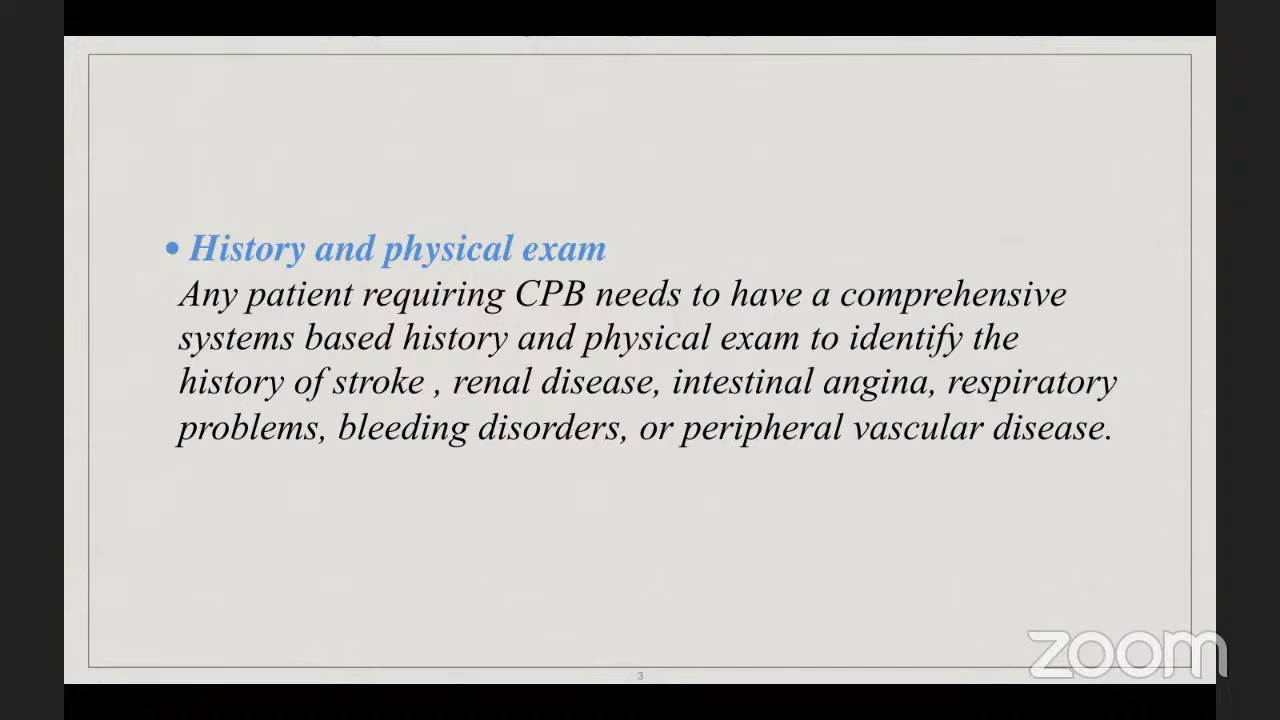 • History and physical exam
Any patient requiring CPB needs to have a comprehensive
systems based history and physical exam to identify the
history of stroke , renal disease, intestinal angina, respiratory
problems, bleeding disorders, or peripheral vascular disease.
zoom
3